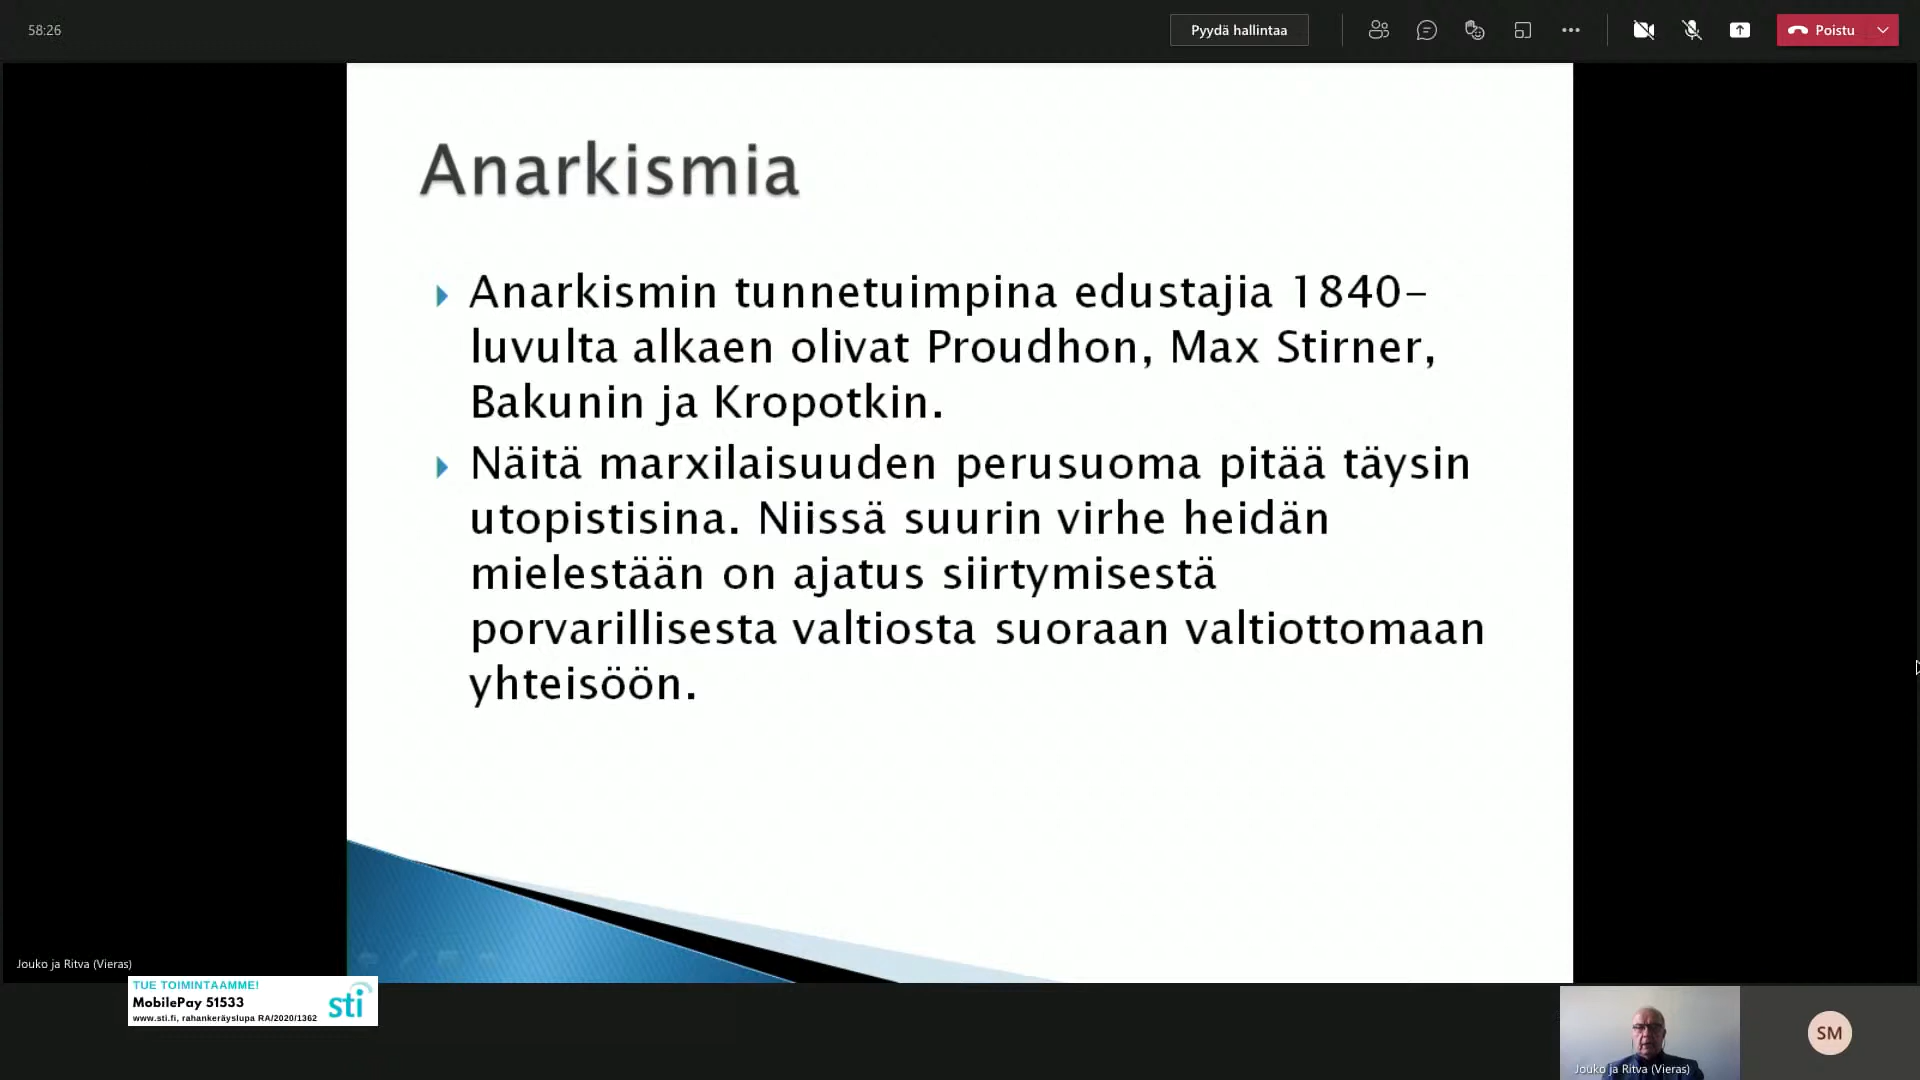 58:26
Pyydä hallintaa
Poistu
Anarkismia
Anarkismin tunnetuimpina edustajia 1840-
luvulta alkaen olivat Proudhon, Max Stirner,
Bakunin ja Kropotkin.
Näitä marxilaisuuden perusuoma pitää täysin
utopistisina. Niissä suurin virhe heidän
mielestään on ajatus siirtymisestä
porvarillisesta valtiosta suoraan valtiottomaan
yhteisöön.
Jouko ja Ritva (Vieras)
TUE TOIMINTAAMME!
MobilePay 51533
www.sti.fi, rahankeräyslupa RA/2020/1362
sti
Jouko ja Ritva (Vieras)
SM